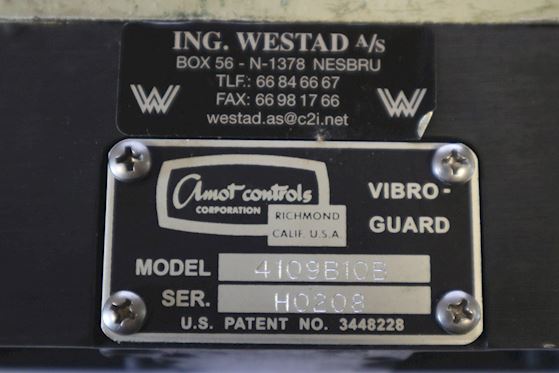 ING. WESTAD A/s
BOX 56 - N-1378 NESBRU
TLF.: 66 84 66 67
FAX: 66 98 17 66
westad.as@c2i.net
Amot controls
CORPORATION
RICHMOND
CALIF. U.S.A.
VIBRO-
GUARD
MODEL 4109B10B
SER. H0208
U.S. PATENT NO. 3448228